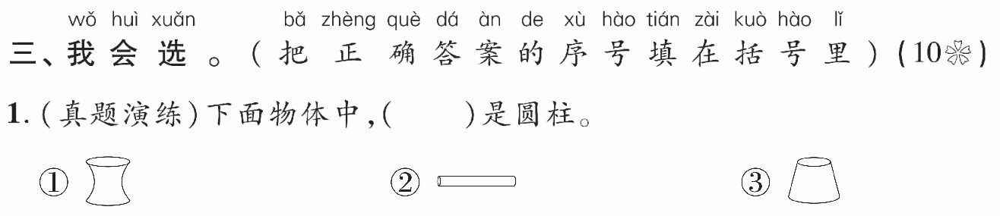 wǒ huì xuǎn bǎ zhèng què dá àn de xù hào tián zài kuò hào lǐ
三、我会选。(把正确答案的序号填在括号里)(10)
1.(真题演练)下面物体中,(    )是圆柱。
① ② ③